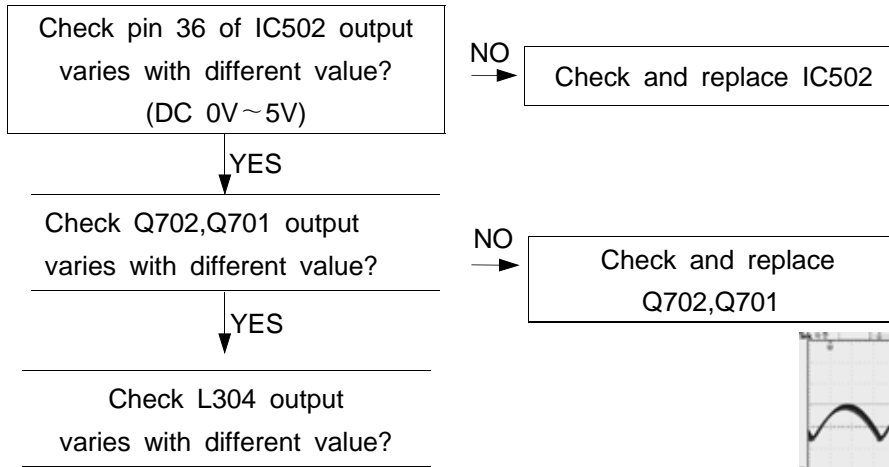 Check pin 36 of IC502 output
varies with different value?
(DC 0V～5V)
NO
Check and replace IC502
YES
Check Q702,Q701 output
varies with different value?
NO
Check and replace
Q702,Q701
YES
Check L304 output
varies with different value?